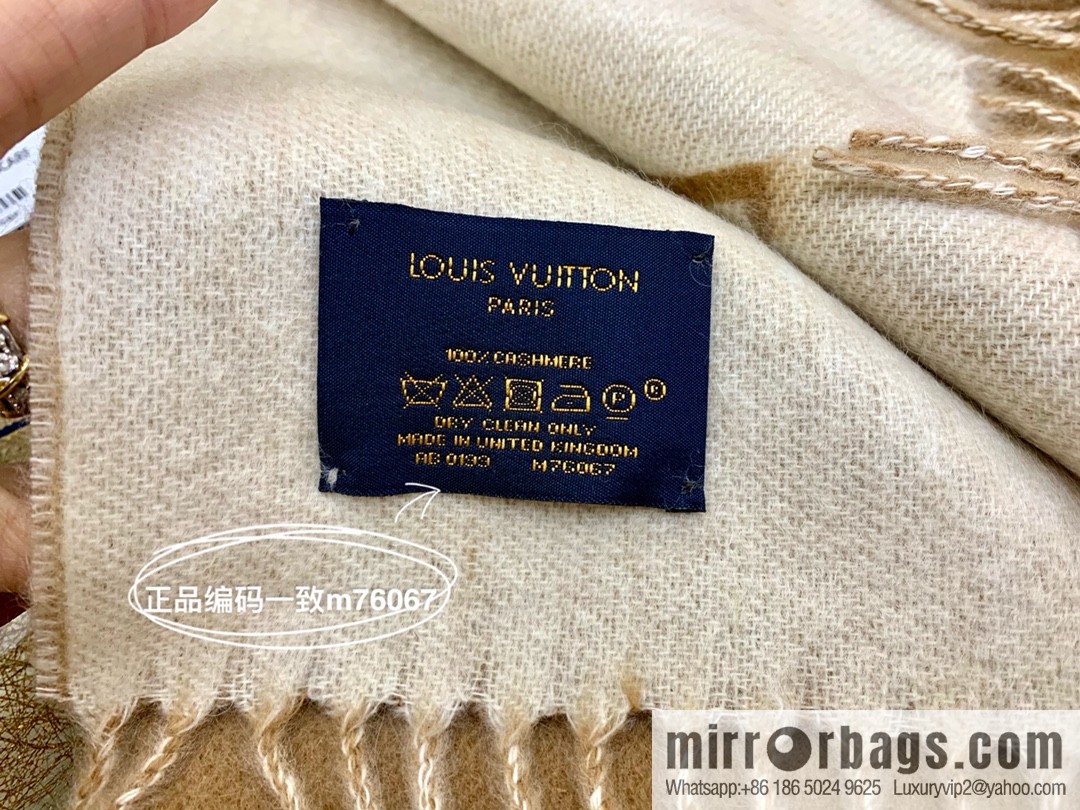 LOUIS VUITTON
PARIS
100% CASHMERE
DRY CLEAN ONLY
MADE IN UNITED KINGDOM
AB 0199 M76067
正品编码一致m76067
mirrorbags.com
Whatsapp:+86 186 5024 9625 Luxuryvip2@yahoo.com